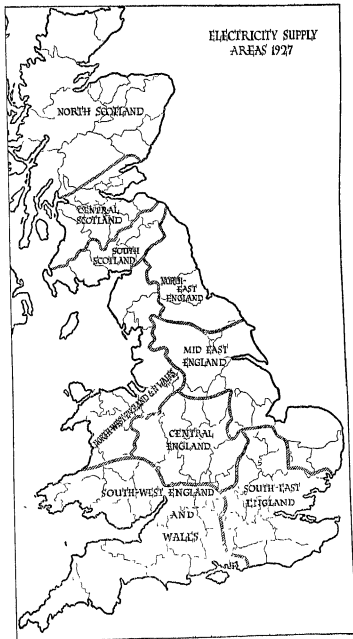 ELECTRICITY SUPPLY
AREAS 1927
NORTH SCOTLAND
CENTRAL
SCOTLAND
SOUTH
SCOTLAND
NORTH-
EAST
ENGLAND
MID EAST
ENGLAND
NORTH-WEST ENGLAND & N. WALES
CENTRAL
ENGLAND
SOUTH-WEST ENGLAND
AND
WALES
SOUTH-EAST
ENGLAND